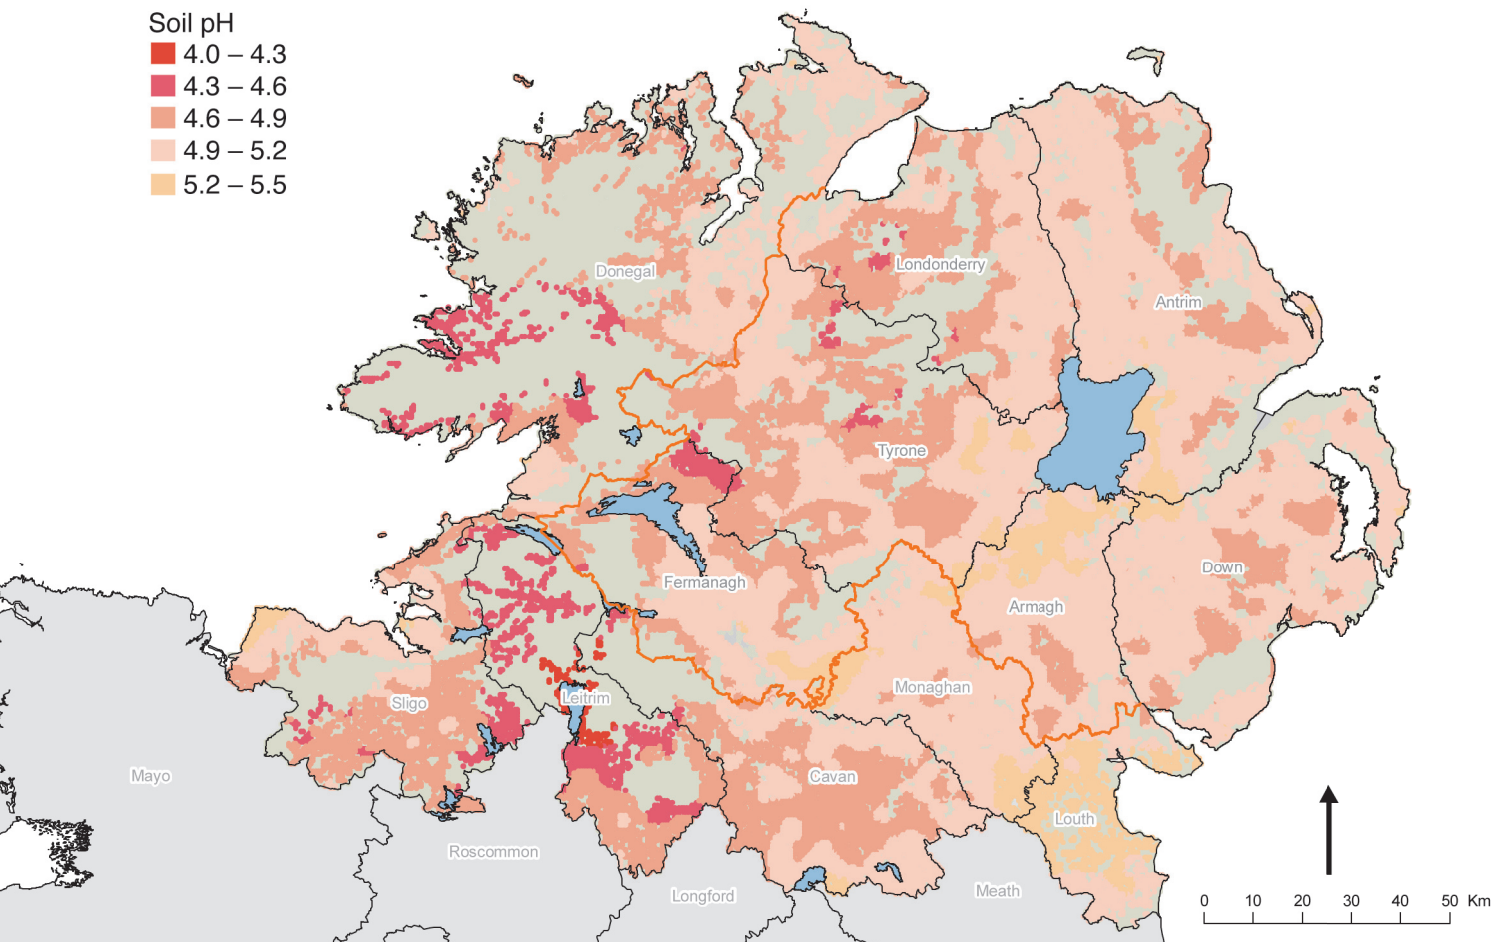 Soil pH
4.0 – 4.3
4.3 – 4.6
4.6 – 4.9
4.9 – 5.2
5.2 – 5.5
Donegal
Londonderry
Antrim
Tyrone
Fermanagh
Down
Armagh
Monaghan
Sligo
Leitrim
Mayo
Cavan
Louth
Roscommon
Longford
Meath
0 10 20 30 40 50 Km